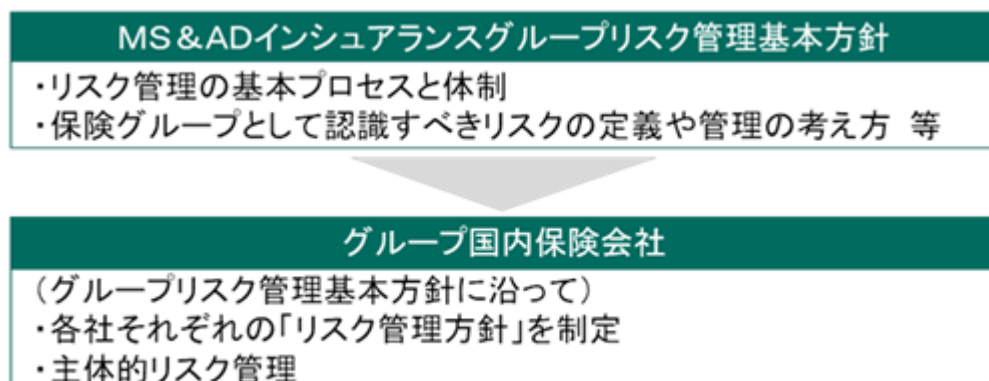 MS&ADインシュアランスグループリスク管理基本方針
・リスク管理の基本プロセスと体制
・保険グループとして認識すべきリスクの定義や管理の考え方 等
グループ国内保険会社
（グループリスク管理基本方針に沿って）
・各社それぞれの「リスク管理方針」を制定
・主体的リスク管理